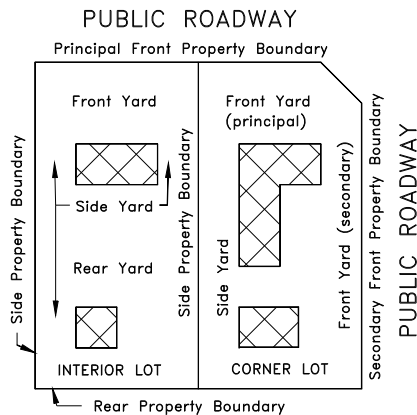 PUBLIC ROADWAY
Principal Front Property Boundary
Front Yard
Front Yard
(principal)
Side Property Boundary
Side Yard
Side Property Boundary
Rear Yard
Side Yard
Front Yard (secondary)
Secondary Front Property Boundary
PUBLIC ROADWAY
INTERIOR LOT
CORNER LOT
Rear Property Boundary